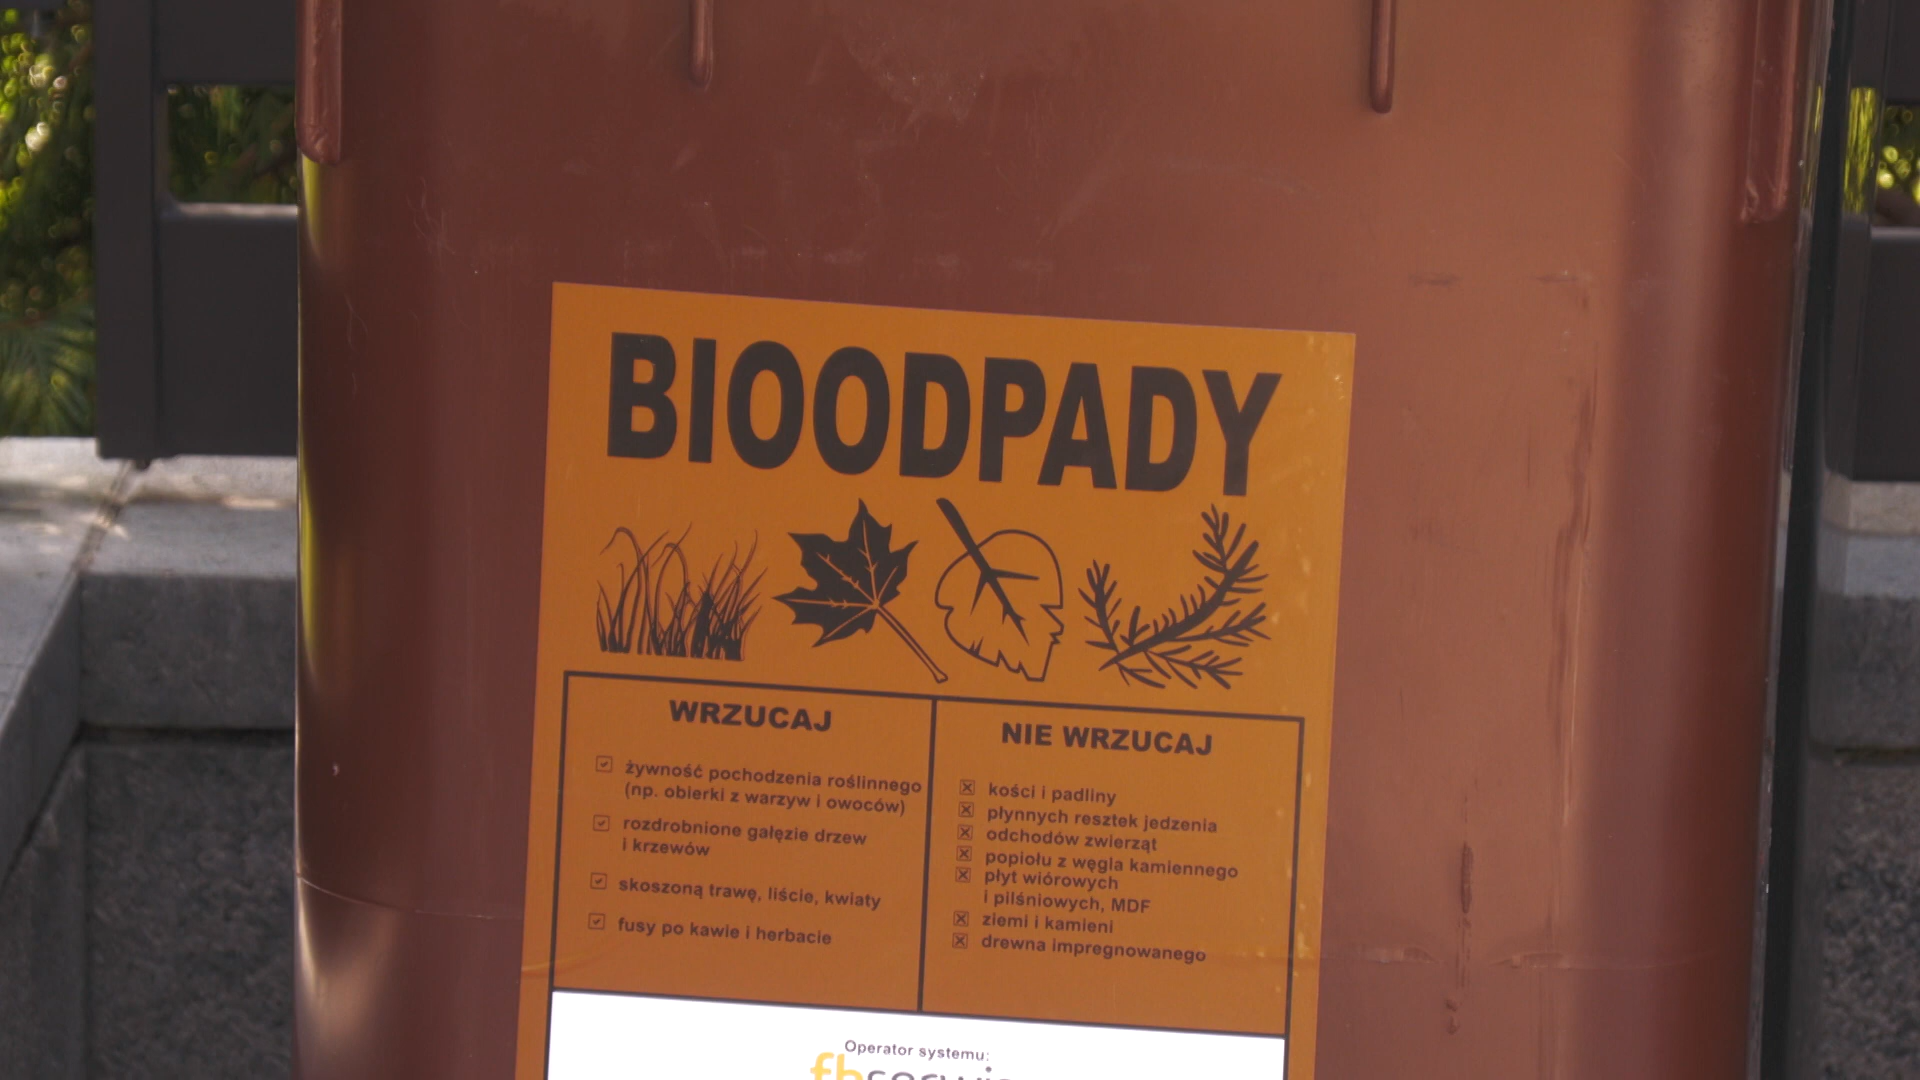 BIOODPADY
WRZUCAJ
żywność pochodzenia roślinnego
(np. obierki z warzyw i owoców)
rozdrobnione gałęzie drzew
i krzewów
skoszoną trawę, liście, kwiaty
fusy po kawie i herbacie
NIE WRZUCAJ
kości i padliny
płynnych resztek jedzenia
odchodów zwierząt
popiołu z węgla kamiennego
płyt wiórowych
i pilśniowych, MDF
ziemi i kamieni
drewna impregnowanego
Operator systemu: